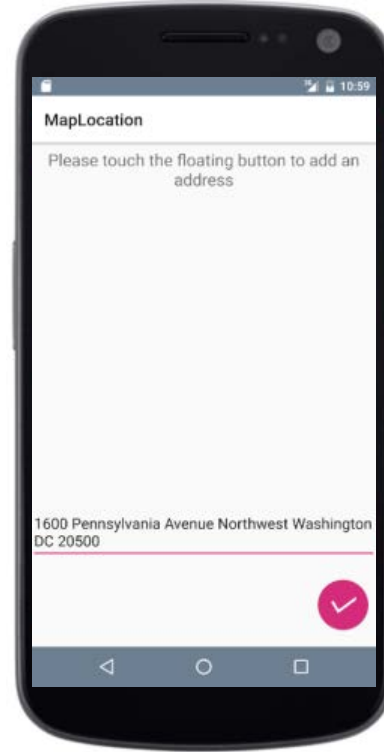 10:59
MapLocation
Please touch the floating button to add an
address
1600 Pennsylvania Avenue Northwest Washington
DC 20500